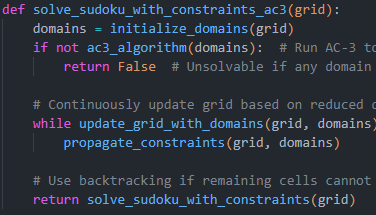 def solve_sudoku_with_constraints_ac3(grid):
    domains = initialize_domains(grid)
    if not ac3_algorithm(domains):  # Run AC-3 to
        return False  # Unsolvable if any domain
    # Continuously update grid based on reduced
    while update_grid_with_domains(grid, domains)
        propagate_constraints(grid, domains)
    # Use backtracking if remaining cells cannot
    return solve_sudoku_with_constraints(grid)